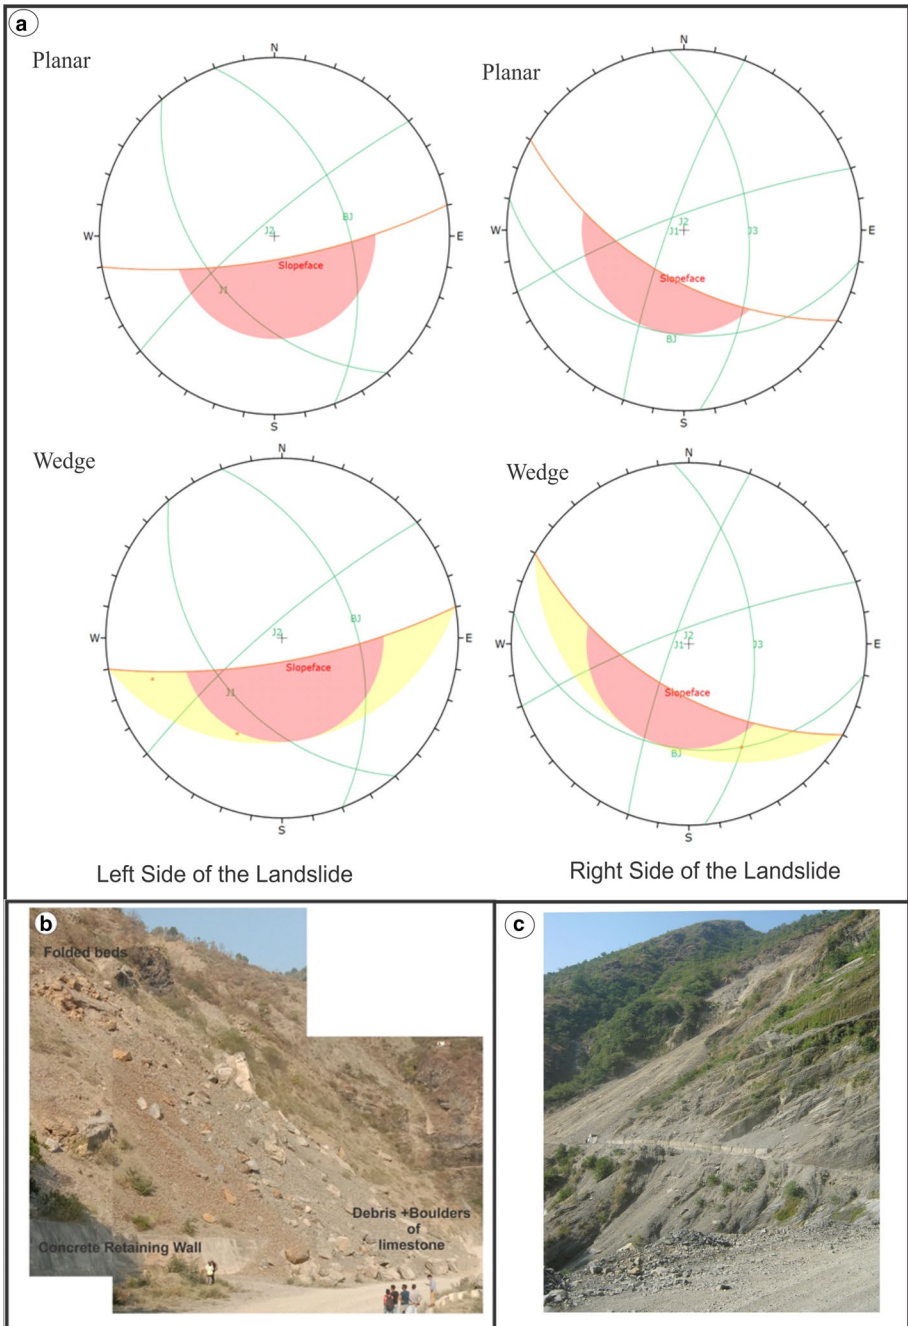 a
Planar
N
W
E
S
BJ
J2
Slopeface
J1
Planar
N
W
E
S
J2
J1
J3
Slopeface
BJ
Wedge
N
W
E
S
BJ
J2
Slopeface
J1
Wedge
N
W
E
S
J2
J1
J3
Slopeface
BJ
Left Side of the Landslide
Right Side of the Landslide
b
Folded beds
Debris +Boulders
of
limestone
Concrete Retaining Wall
c